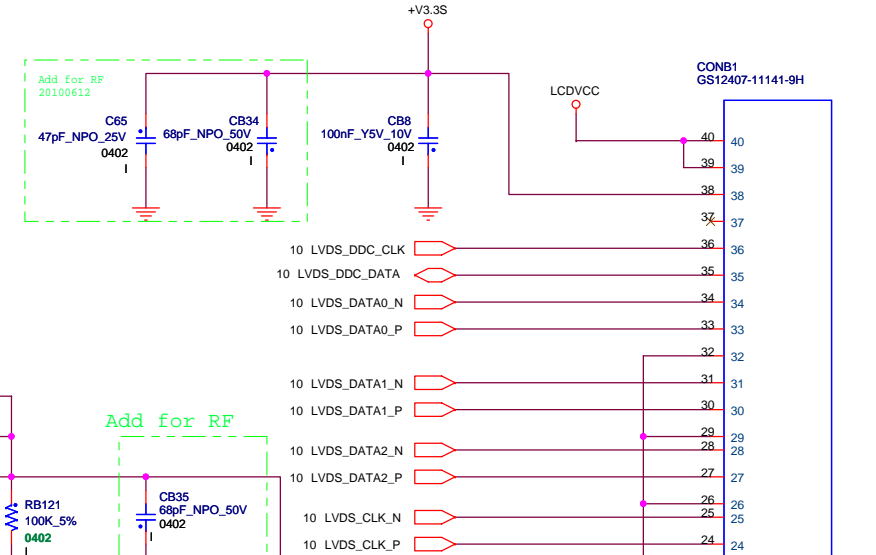 +V3.3S
CONB1
GS12407-11141-9H
Add for RF
20100612
LCDVCC
C65
47pF_NPO_25V
0402
I
CB34
68pF_NPO_50V
0402
I
CB8
100nF_Y5V_10V
0402
I
40 40
39 39
38 38
37 37
10 LVDS_DDC_CLK 36 36
10 LVDS_DDC_DATA 35 35
10 LVDS_DATA0_N 34 34
10 LVDS_DATA0_P 33 33
32 32
10 LVDS_DATA1_N 31 31
10 LVDS_DATA1_P 30 30
Add for RF
29 29
10 LVDS_DATA2_N 28 28
10 LVDS_DATA2_P 27 27
26 26
RB121
100K_5%
0402
I
CB35
68pF_NPO_50V
0402
I
10 LVDS_CLK_N 25 25
10 LVDS_CLK_P 24 24